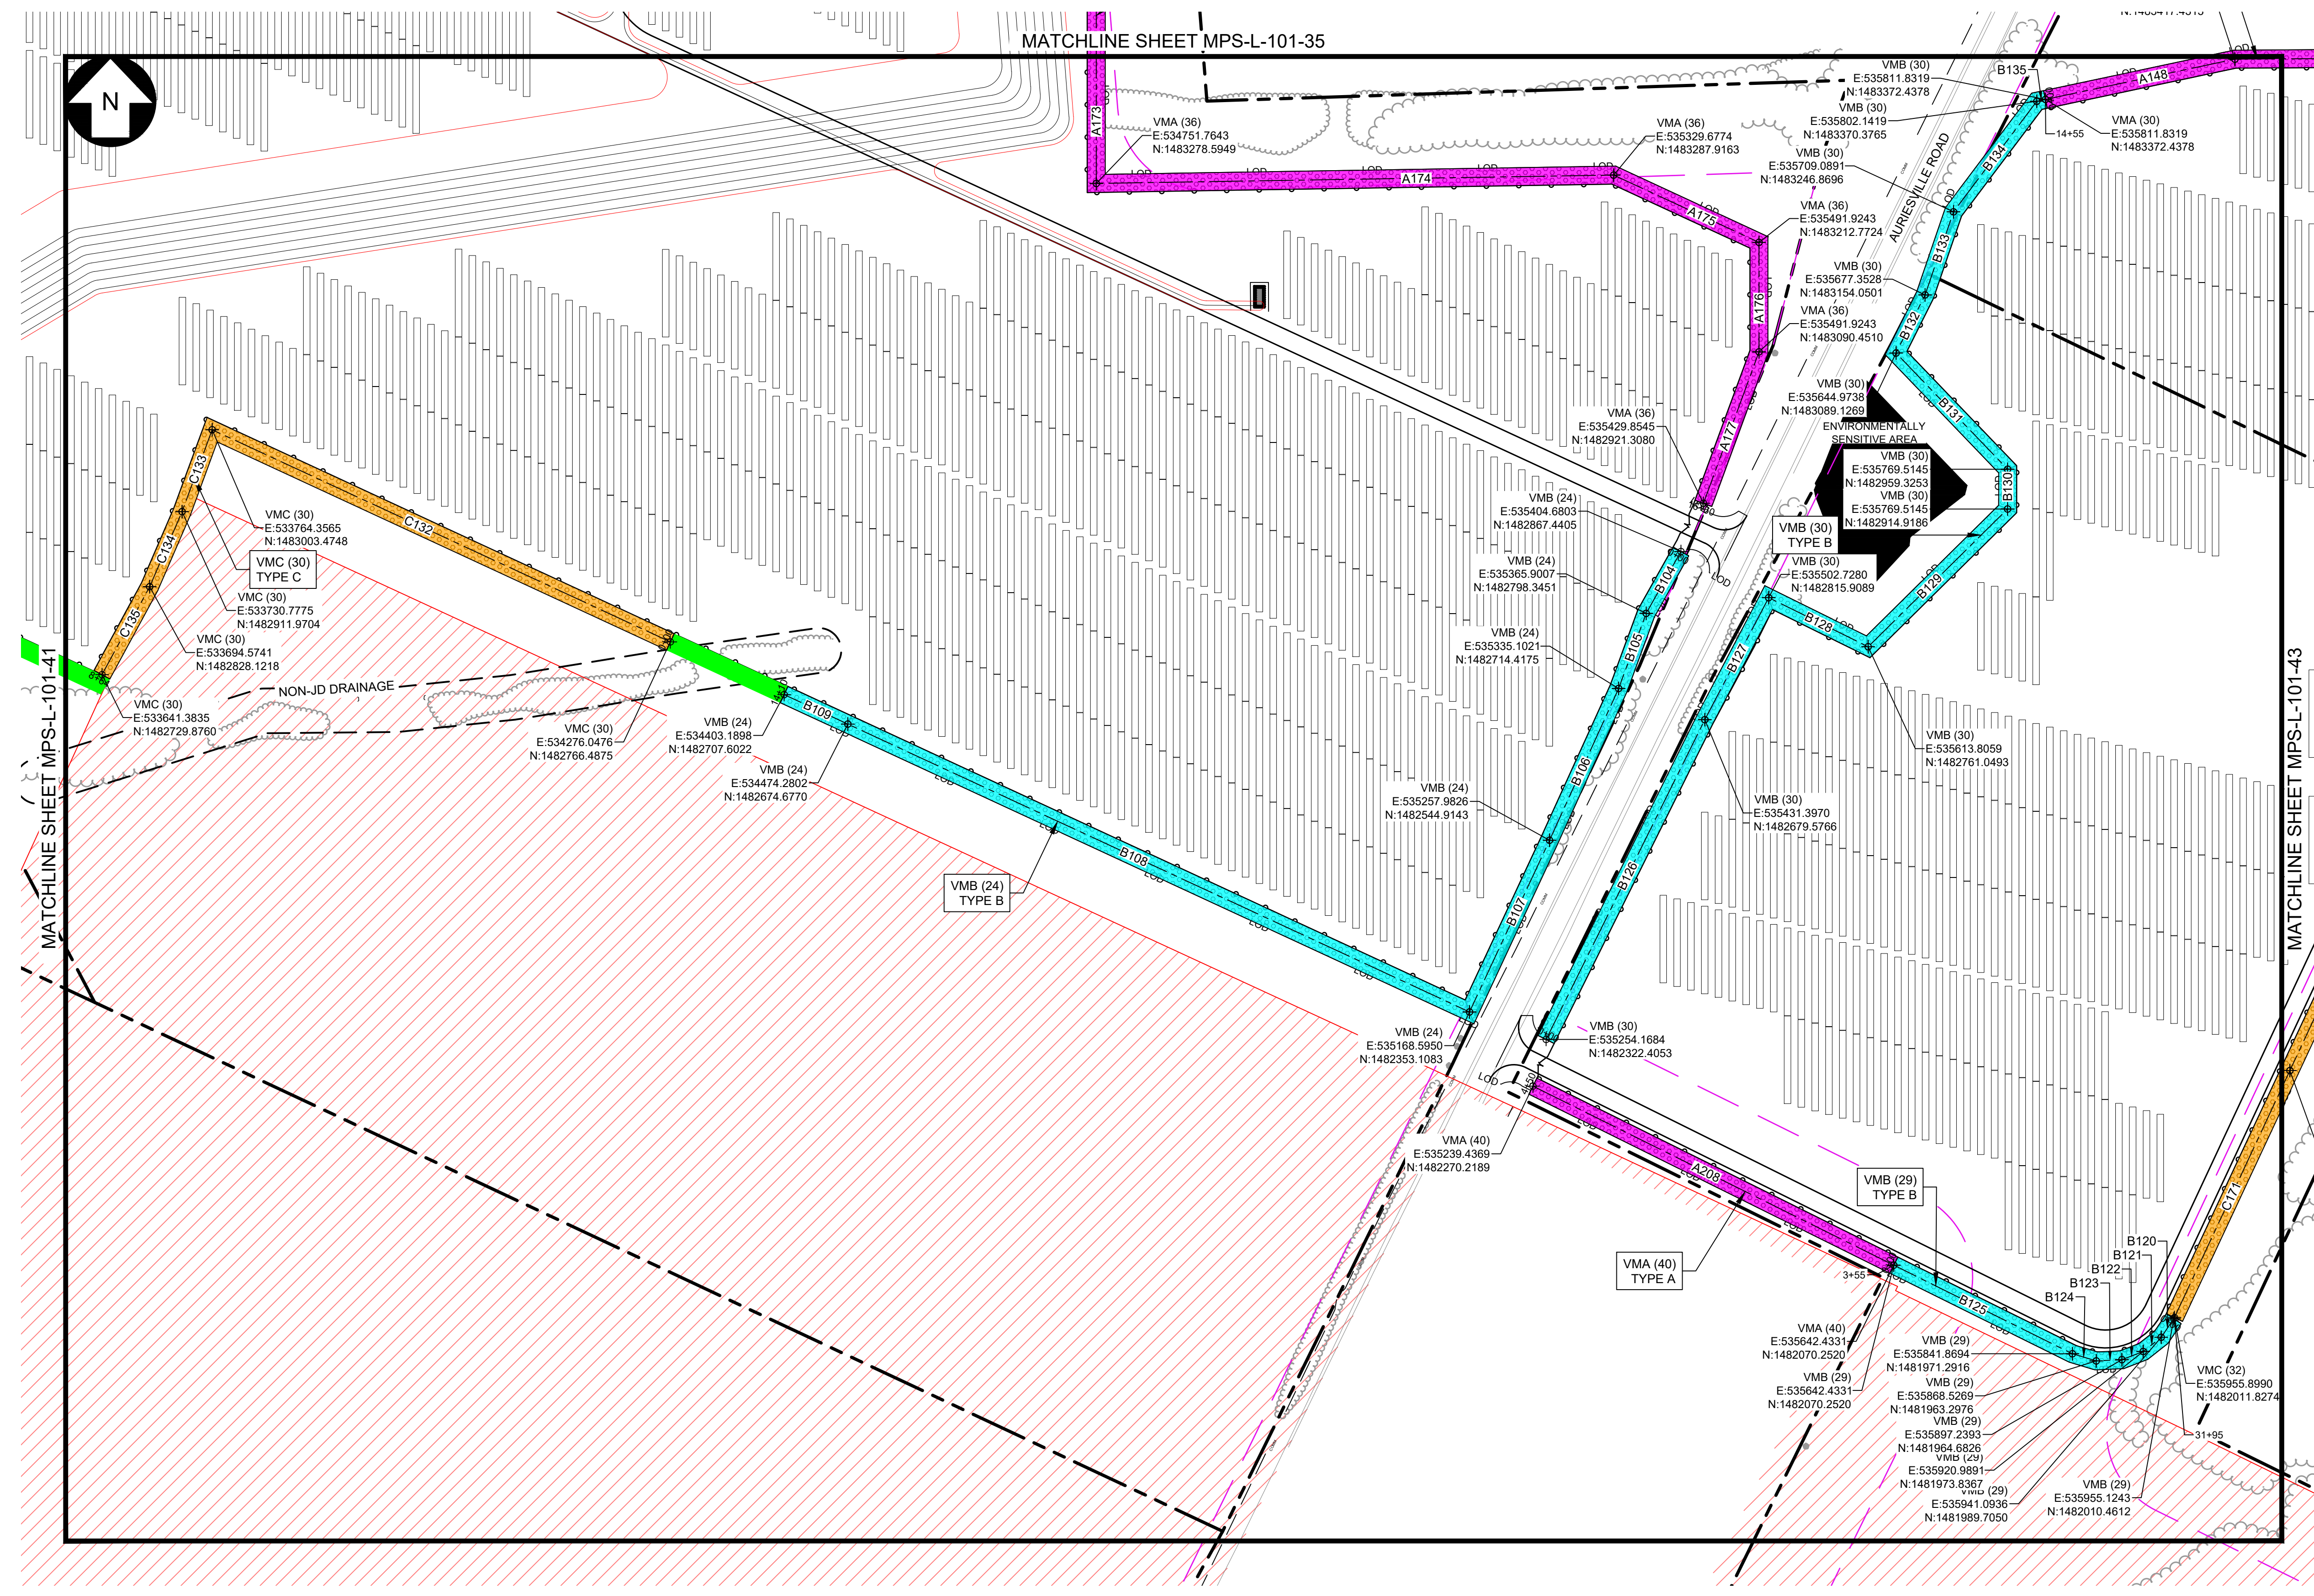 MATCHLINE SHEET MPS-L-101-35
N
A173
VMA (36)
E:534751.7643
N:1483278.5949
A174
VMA (36)
E:535329.6774
N:1483287.9163
A175
VMA (36)
E:535491.9243
N:1483212.7724
A176
VMA (36)
E:535491.9243
N:1483090.4510
A177
VMA (36)
E:535429.8545
N:1482921.3080
VMB (30)
E:535811.8319
N:1483372.4378
B135
A148
VMB (30)
E:535802.1419
N:1483370.3765
14+55
VMA (30)
E:535811.8319
N:1483372.4378
VMB (30)
E:535709.0891
N:1483246.8696
B134
AURIESVILLE ROAD
B133
VMB (30)
E:535677.3528
N:1483154.0501
B132
VMB (30)
E:535644.9738
N:1483089.1269
B131
ENVIRONMENTALLY
SENSITIVE AREA
VMB (30)
E:535769.5145
N:1482959.3253
B130
VMB (30)
E:535769.5145
N:1482914.9186
VMB (30)
TYPE B
B129
VMB (30)
E:535502.7280
N:1482815.9089
B128
B127
VMB (30)
E:535613.8059
N:1482761.0493
VMB (30)
E:535431.3970
N:1482679.5766
B126
VMB (30)
E:535254.1684
N:1482322.4053
VMB (24)
E:535404.6803
N:1482867.4405
B104
LOD
VMB (24)
E:535365.9007
N:1482798.3451
B105
VMB (24)
E:535335.1021
N:1482714.4175
B106
VMB (24)
E:535257.9826
N:1482544.9143
B107
VMB (24)
E:535168.5950
N:1482353.1083
C133
C132
VMC (30)
E:533764.3565
N:1483003.4748
VMC (30)
TYPE C
C134
VMC (30)
E:533730.7775
N:1482911.9704
C135
VMC (30)
E:533694.5741
N:1482828.1218
MATCHLINE SHEET MPS-L-101-41
NON-JD DRAINAGE
VMC (30)
E:533641.3835
N:1482729.8760
VMC (30)
E:534276.0476
N:1482766.4875
B109
VMB (24)
E:534403.1898
N:1482707.6022
VMB (24)
E:534474.2802
N:1482674.6770
LOD
B108
LOD
VMB (24)
TYPE B
LOD
LOD
MATCHLINE SHEET MPS-L-101-43
LOD
4+50
VMA (40)
E:535239.4369
N:1482270.2189
A208
VMA (40)
TYPE A
VMB (29)
TYPE B
3+55
B125
C171
B120
B121
B122
B123
B124
VMA (40)
E:535642.4331
N:1482070.2520
VMB (29)
E:535642.4331
N:1482070.2520
VMB (29)
E:535841.8694
N:1481971.2916
VMB (29)
E:535868.5269
N:1481963.2976
VMB (29)
E:535897.2393
N:1481964.6826
VMB (29)
E:535920.9891
N:1481973.8367
VMB (29)
E:535941.0936
N:1481989.7050
VMB (29)
E:535955.1243
N:1482010.4612
VMC (32)
E:535955.8990
N:1482011.8274
31+95